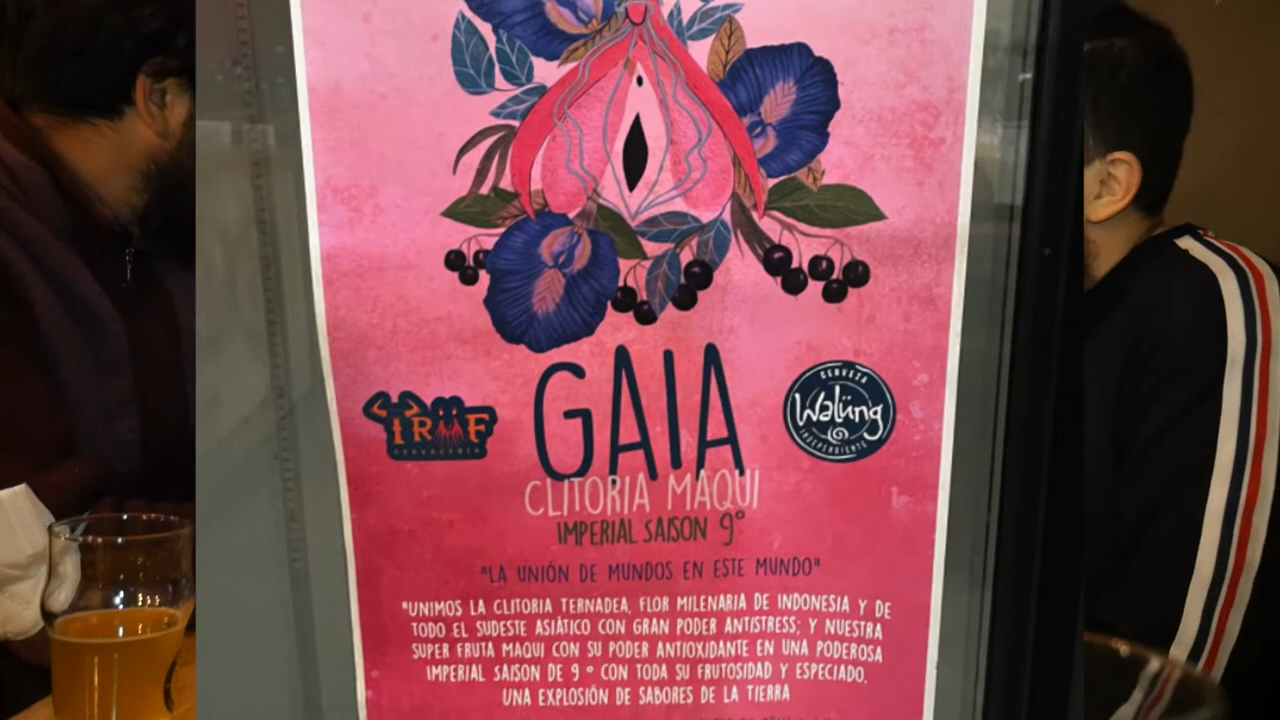 GAIA
IRAF
CERVECERÍA
CERVEZA
Walüng
INDEPENDIENTE
CLITORIA MAQUI
IMPERIAL SAISON 9°
"LA UNIÓN DE MUNDOS EN ESTE MUNDO"
"UNIMOS LA CLITORIA TERNADEA, FLOR MILENARIA DE INDONESIA Y DE
TODO EL SUDESTE ASIÁTICO CON GRAN PODER ANTISTRESS; Y NUESTRA
SUPER FRUTA MAQUI CON SU PODER ANTIOXIDANTE EN UNA PODEROSA
IMPERIAL SAISON DE 9 ° CON TODA SU FRUTOSIDAD Y ESPECIADO.
UNA EXPLOSIÓN DE SABORES DE LA TIERRA